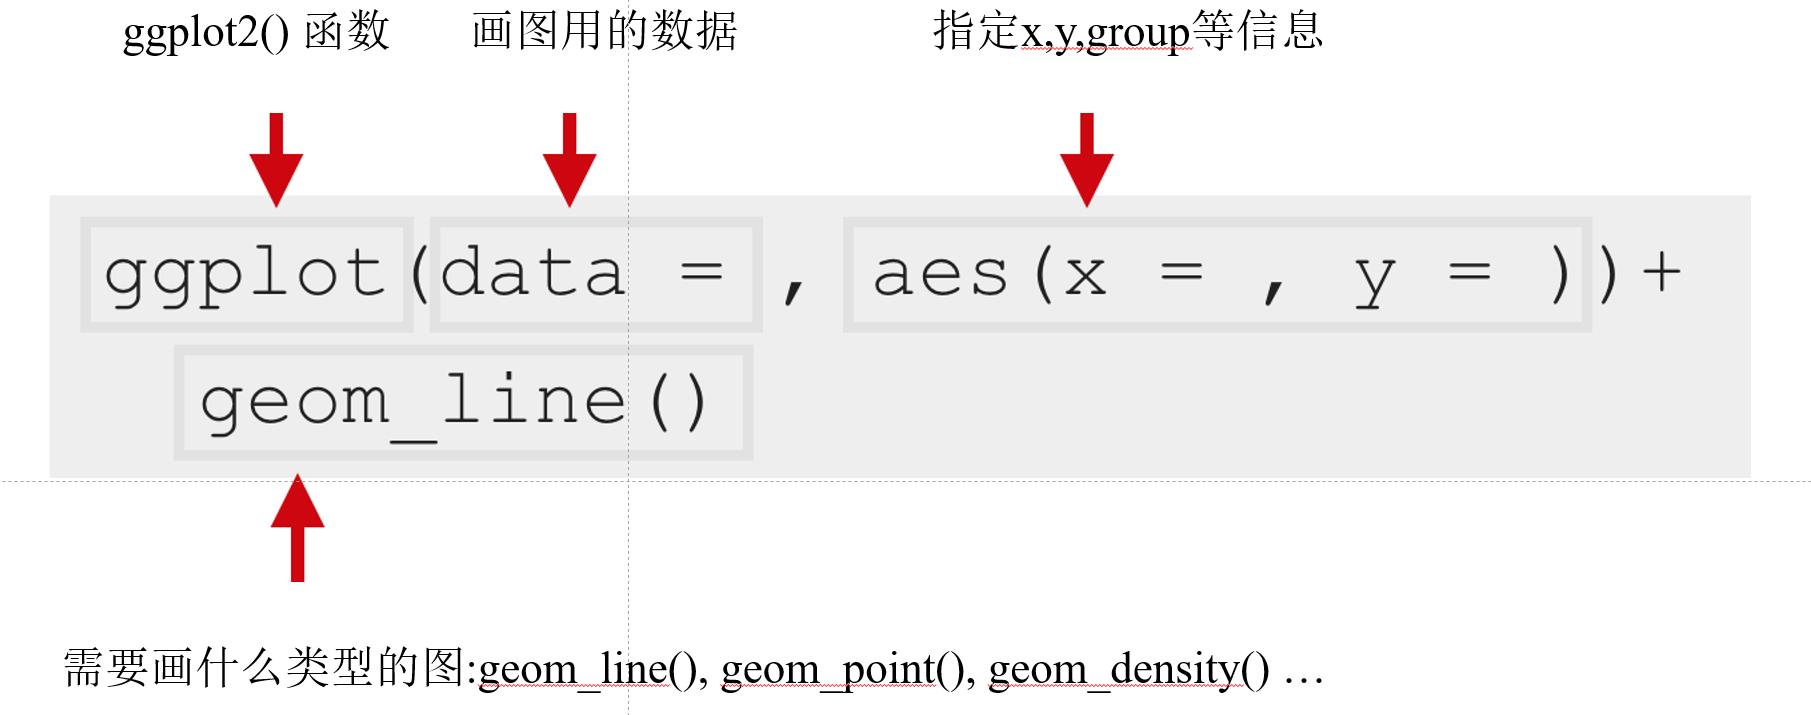 ggplot2() 函数 画图用的数据 指定x,y,group等信息
ggplot(data = , aes(x = , y = ))+
geom_line()
需要画什么类型的图:geom_line(), geom_point(), geom_density() …